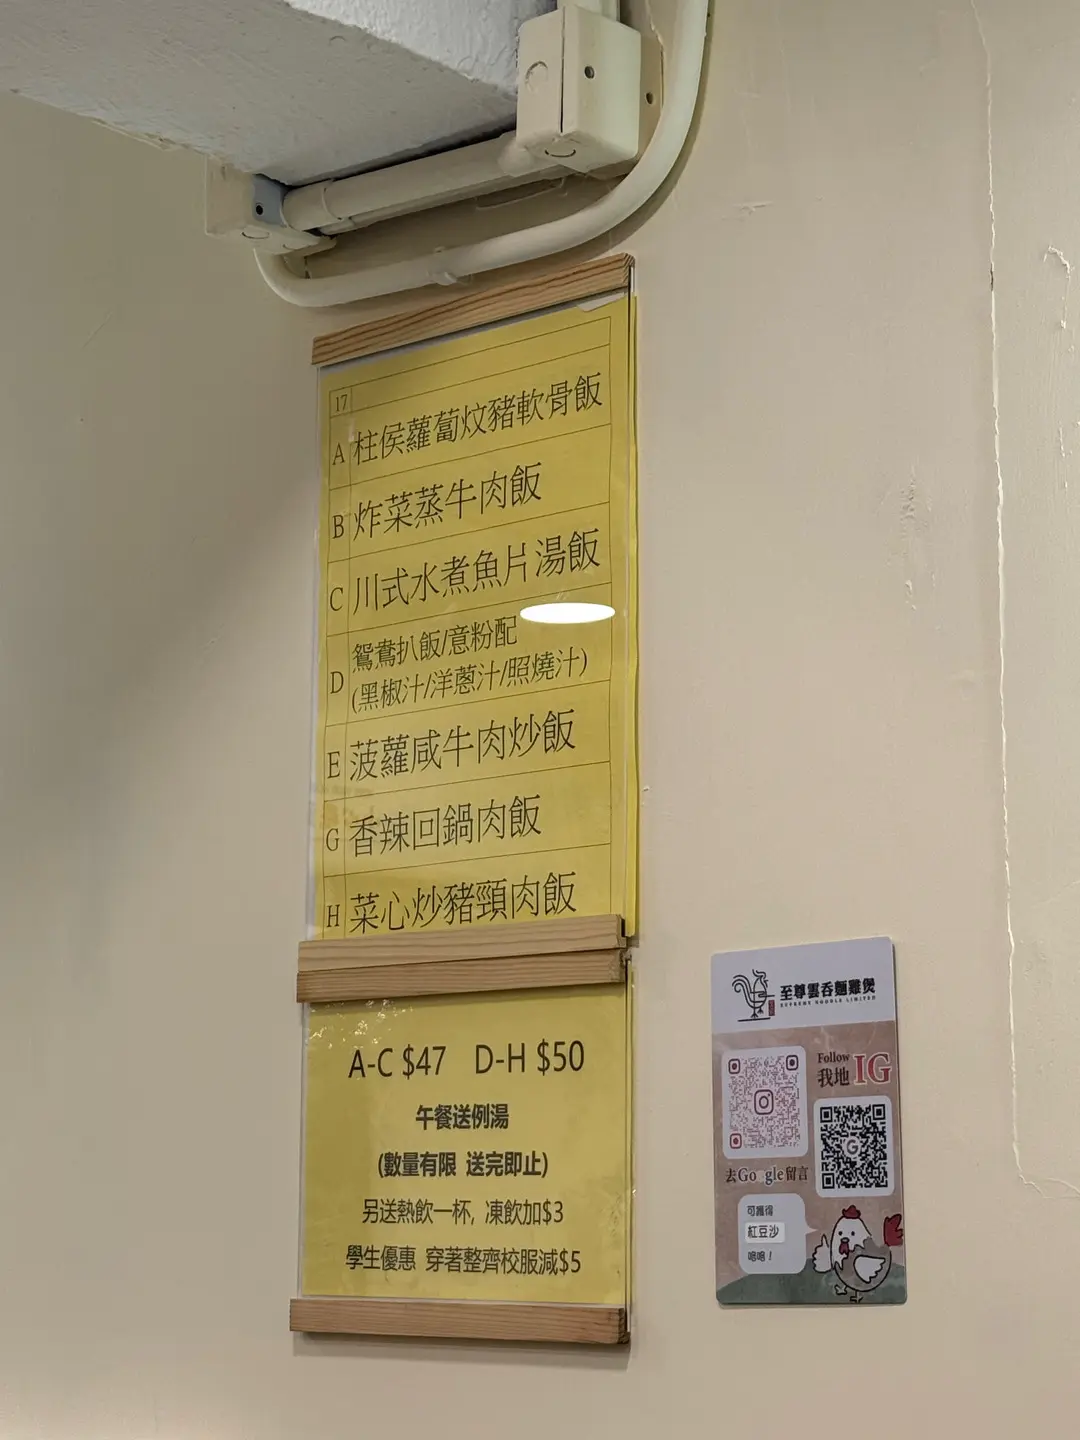 17
A 柱侯蘿蔔炆豬軟骨飯
B 炸菜蒸牛肉飯
C 川式水煮魚片湯飯
D 鴛鴦扒飯/意粉配
(黑椒汁/洋蔥汁/照燒汁)
E 菠蘿咸牛肉炒飯
G 香辣回鍋肉飯
H 菜心炒豬頸肉飯
A-C $47 D-H $50
午餐送例湯
(數量有限 送完即止)
另送熱飲一杯, 凍飲加$3
學生優惠 穿著整齊校服減$5
至尊雲吞麵雞煲
SUPREME NOODLE LIMITED
Follow
我地 IG
去Google留言
可獲得
紅豆沙